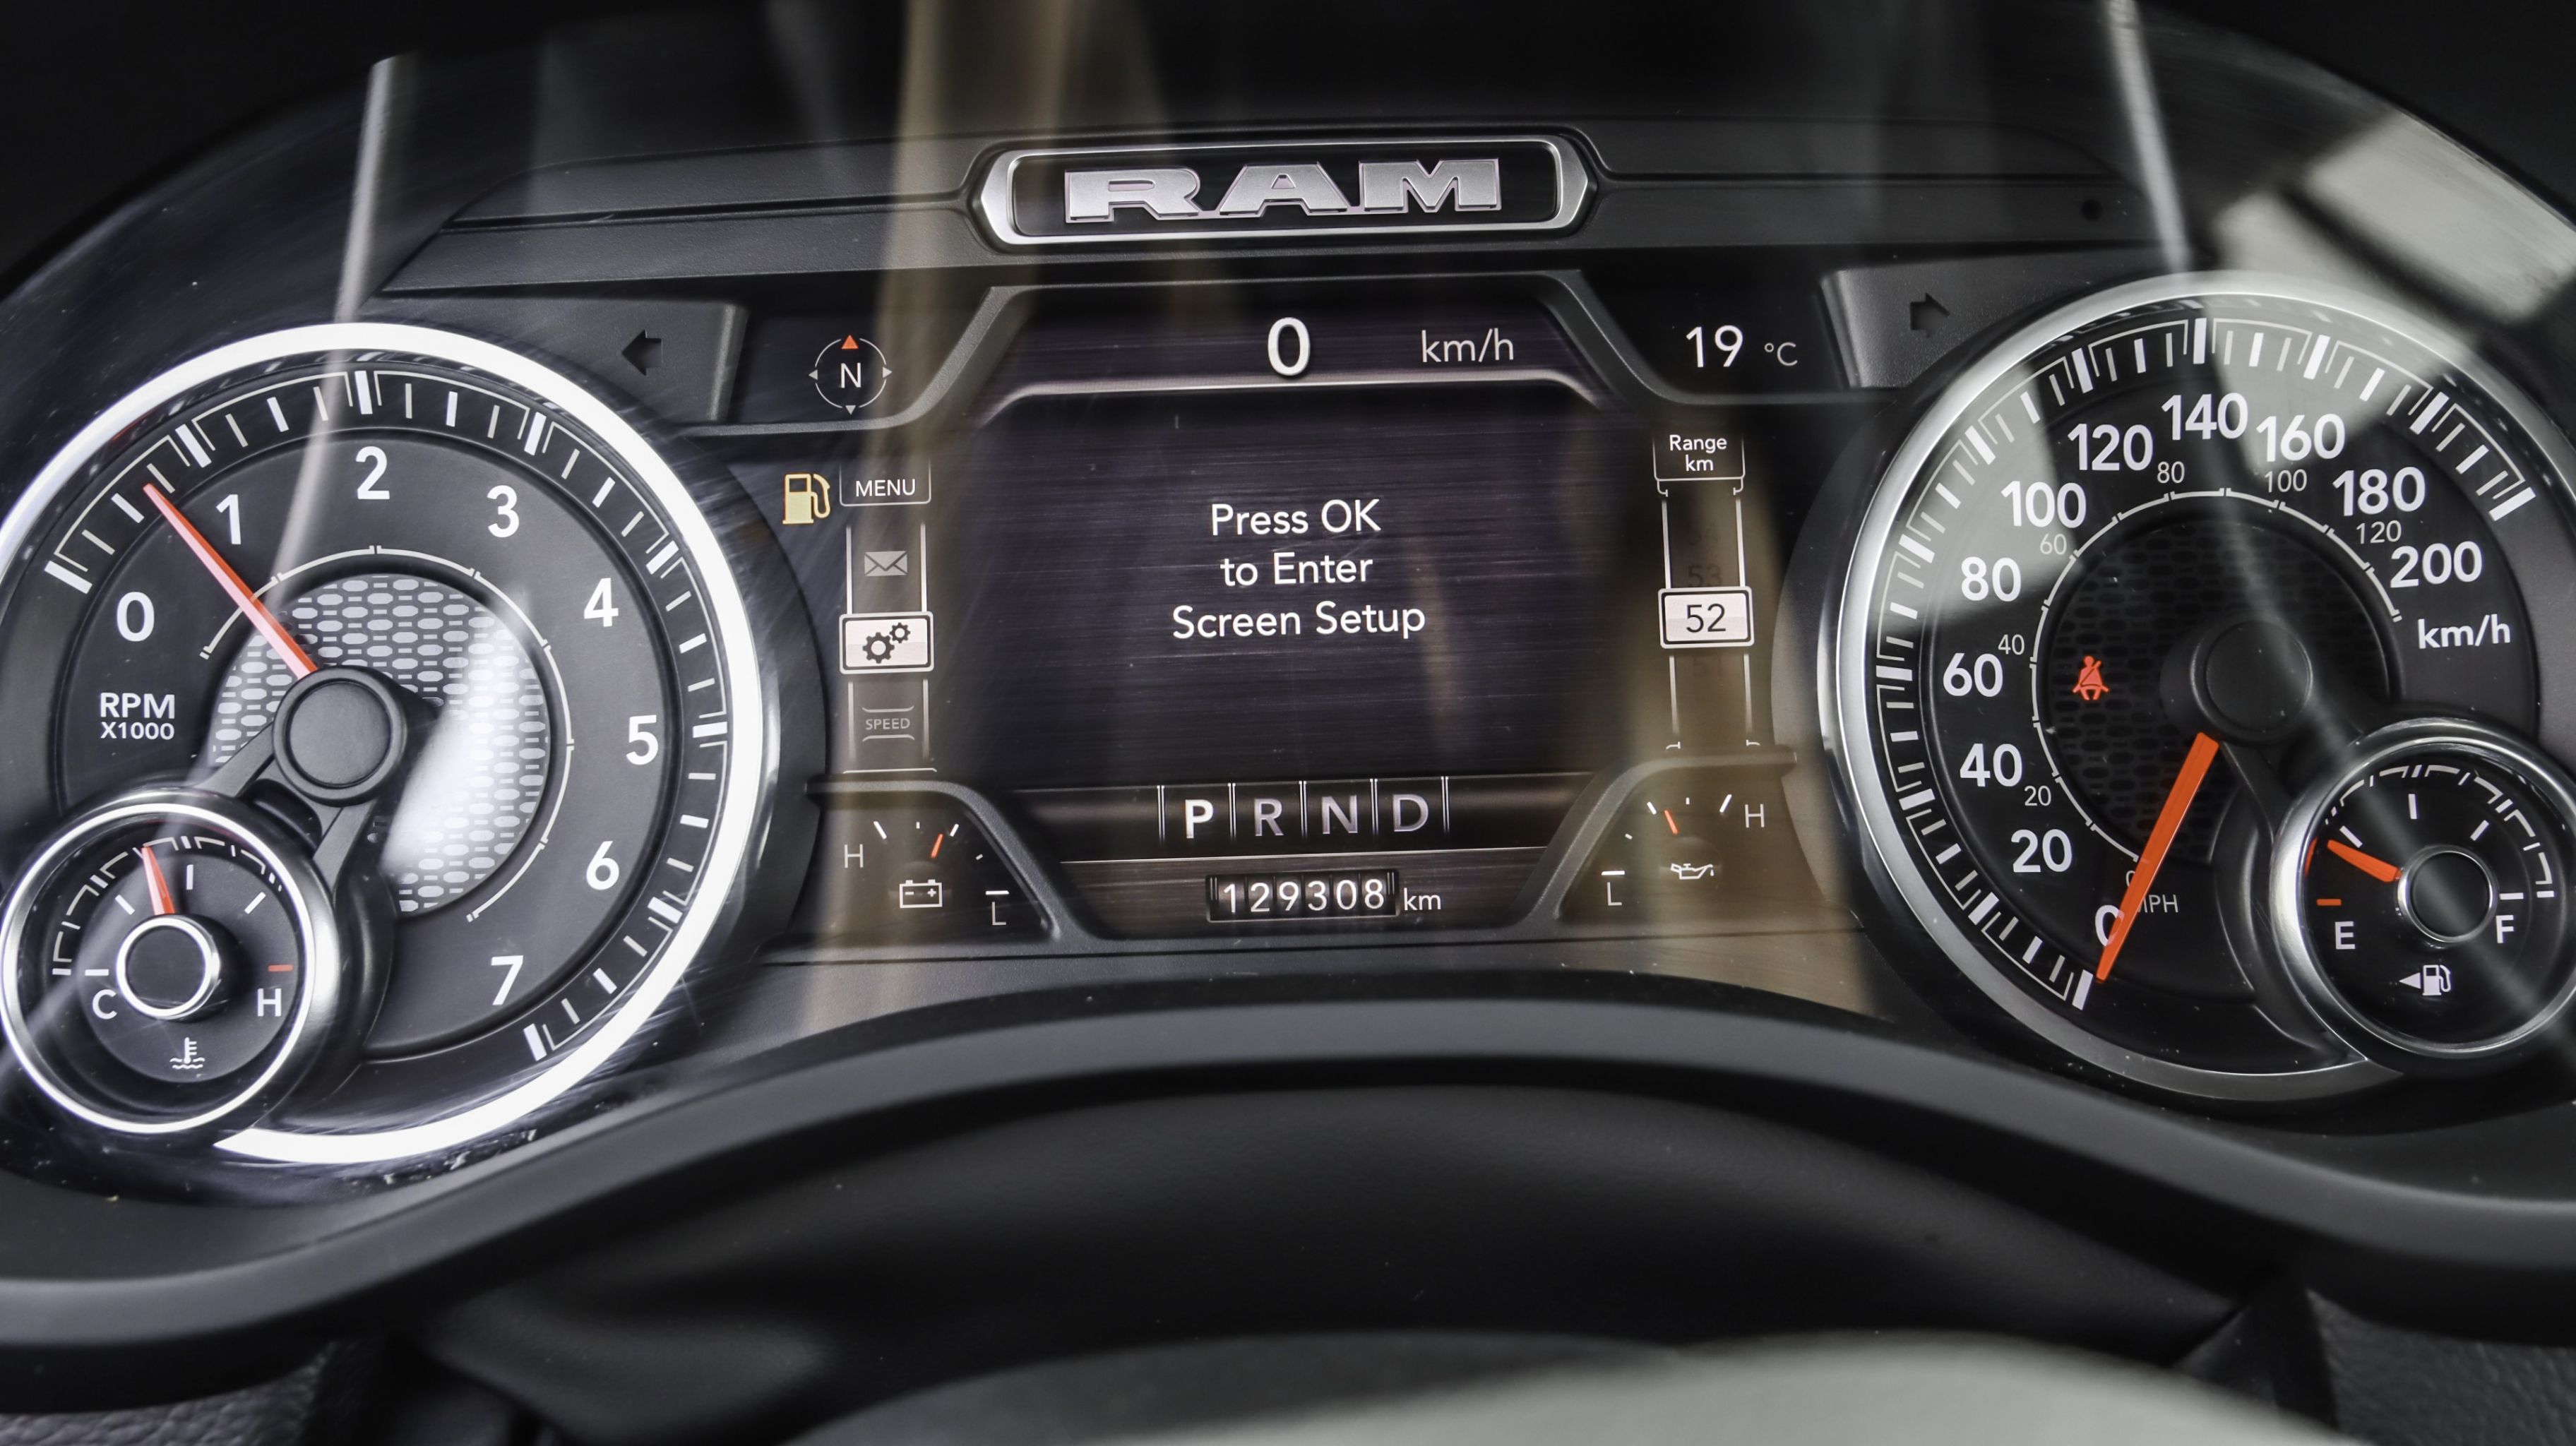 RAM
0 km/h
19 °C
N
MENU
SPEED
Range
km
53
52
Press OK
to Enter
Screen Setup
P R N D
129308 km
H
L
L
H
0
1
2
3
4
5
6
7
RPM
X1000
C
H
0
20
40
60
80
100
120
140
160
180
200
km/h
20
40
60
80
100
120
MPH
E
F